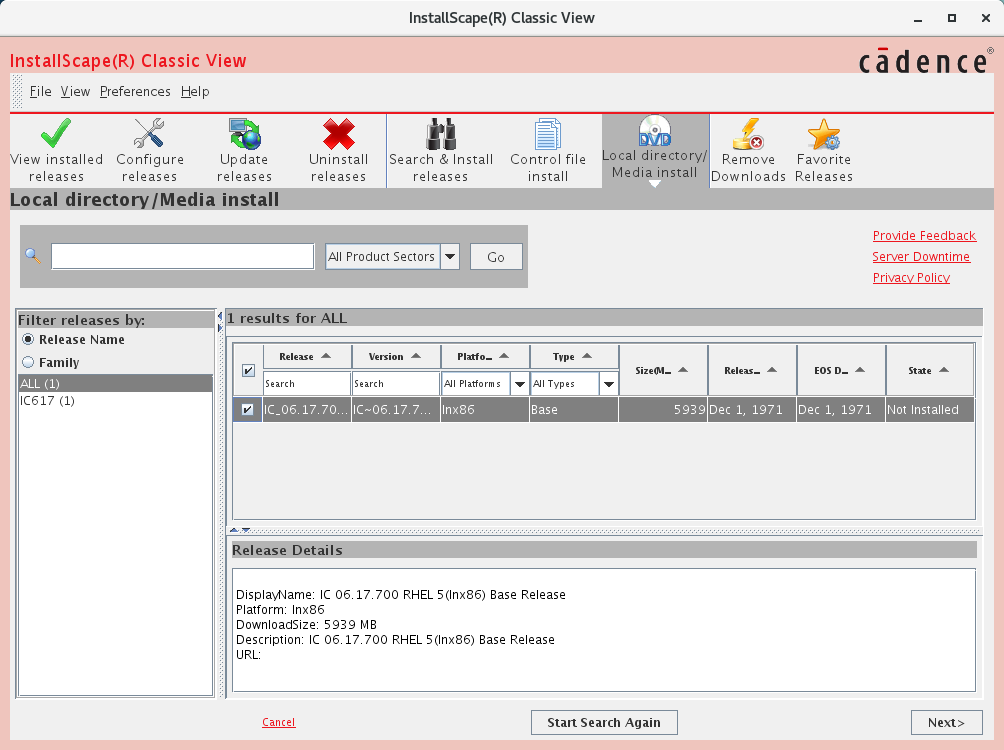 InstallScape(R) Classic View
InstallScape(R) Classic View
cādence®
File View Preferences Help
View installed releases
Configure releases
Update releases
Uninstall releases
Search & Install releases
Control file install
DVD
Local directory/ Media install
Remove Downloads
Favorite Releases
Local directory/Media install
All Product Sectors
Go
Provide Feedback
Server Downtime
Privacy Policy
Filter releases by:
Release Name
Family
ALL (1)
IC617 (1)
1 results for ALL
Release Version Platfo... Type Size(M... Releas... EOS D... State
Search Search All Platforms All Types
IC_06.17.70... IC~06.17.7... lnx86 Base 5939 Dec 1, 1971 Dec 1, 1971 Not Installed
Release Details
DisplayName: IC 06.17.700 RHEL 5(lnx86) Base Release
Platform: lnx86
DownloadSize: 5939 MB
Description: IC 06.17.700 RHEL 5(lnx86) Base Release
URL:
Cancel
Start Search Again
Next>